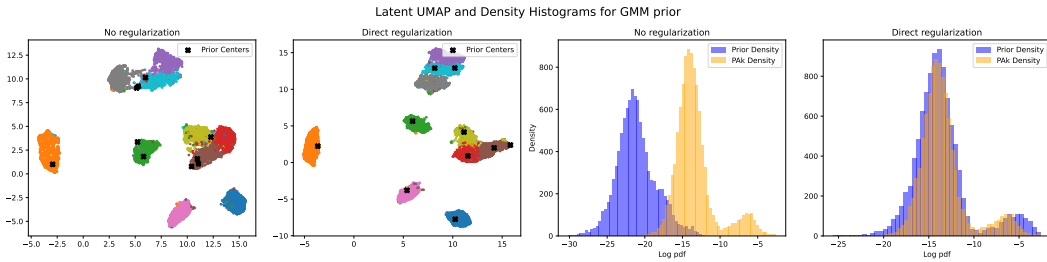 Latent UMAP and Density Histograms for GMM prior
No regularization
Prior Centers
12.5
10.0
7.5
5.0
2.5
0.0
−2.5
−5.0
−5.0 −2.5 0.0 2.5 5.0 7.5 10.0 12.5 15.0
Direct regularization
Prior Centers
15
10
5
0
−5
−10
−5 0 5 10 15
No regularization
Prior Density
PAk Density
Density
800
600
400
200
0
−30 −25 −20 −15 −10 −5
Log pdf
Direct regularization
Prior Density
PAk Density
800
600
400
200
0
−25 −20 −15 −10 −5
Log pdf